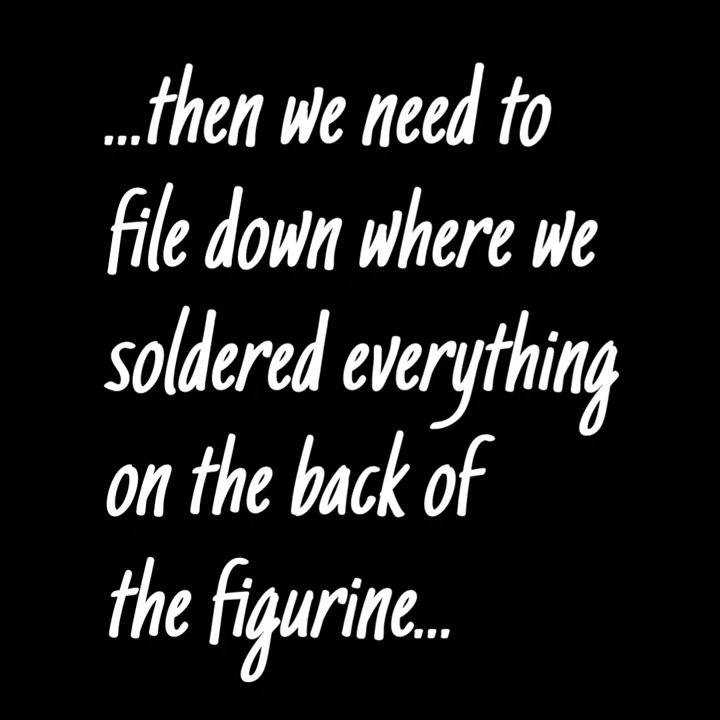 ...then we need to
file down where we
soldered everything
on the back of
the figurine...